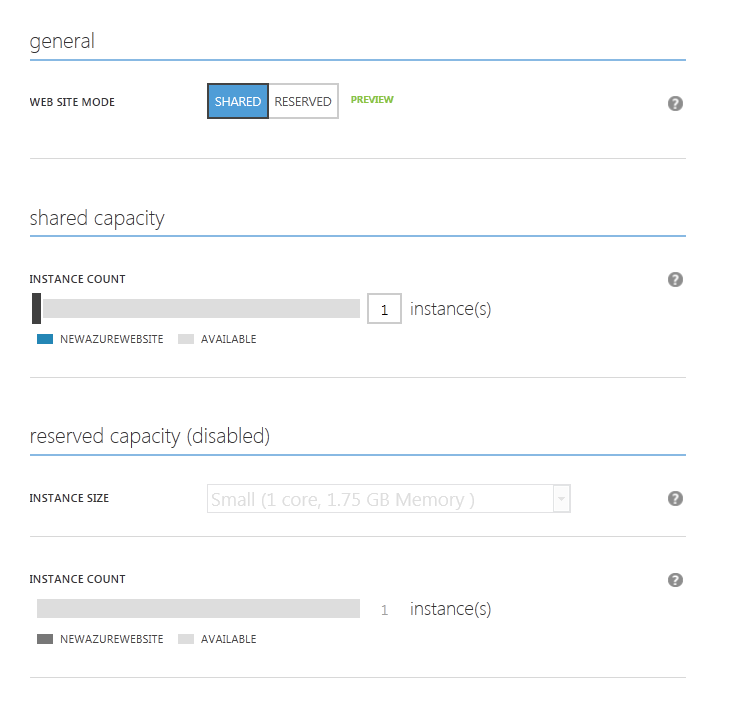 general
WEB SITE MODE SHARED RESERVED PREVIEW ?
shared capacity
INSTANCE COUNT ?
1 instance(s)
NEWAZUREWEBSITE AVAILABLE
reserved capacity (disabled)
INSTANCE SIZE Small (1 core, 1.75 GB Memory ) ?
INSTANCE COUNT ?
1 instance(s)
NEWAZUREWEBSITE AVAILABLE